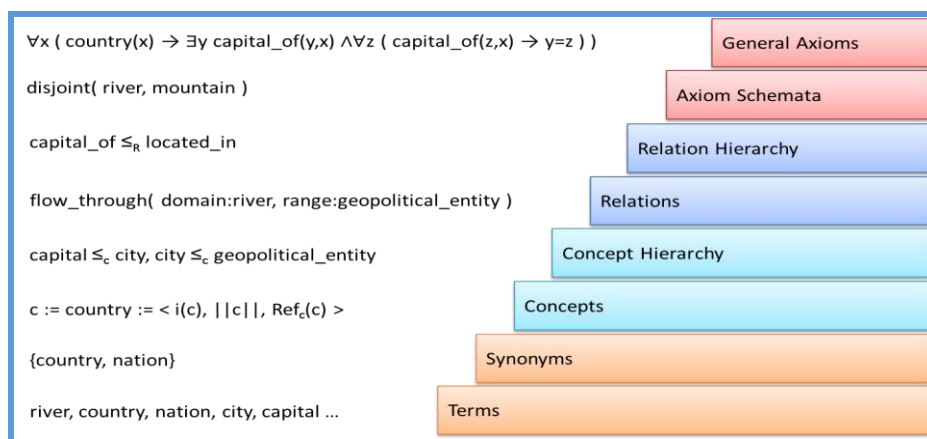 ∀x ( country(x) → ∃y capital_of(y,x) ∧∀z ( capital_of(z,x) → y=z ) ) General Axioms
disjoint( river, mountain ) Axiom Schemata
capital_of ≤R located_in Relation Hierarchy
flow_through( domain:river, range:geopolitical_entity ) Relations
capital ≤c city, city ≤c geopolitical_entity Concept Hierarchy
c := country := < i(c), ||c||, Refc(c) > Concepts
{country, nation} Synonyms
river, country, nation, city, capital ... Terms